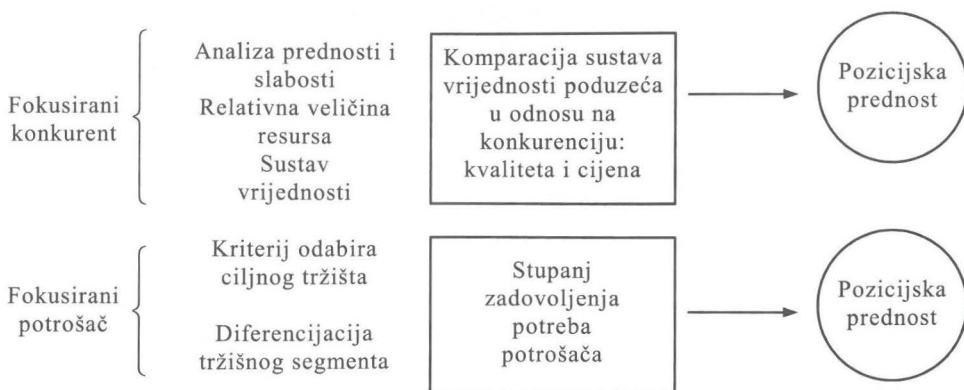 Fokusirani
konkurent
Analiza prednosti i
slabosti
Relativna veličina
resursa
Sustav
vrijednosti
Komparacija sustava
vrijednosti poduzeća
u odnosu na
konkurenciju:
kvaliteta i cijena
Pozicijska
prednost
Fokusirani
potrošač
Kriterij odabira
ciljnog tržišta
Diferencijacija
tržišnog segmenta
Stupanj
zadovoljenja
potreba
potrošača
Pozicijska
prednost